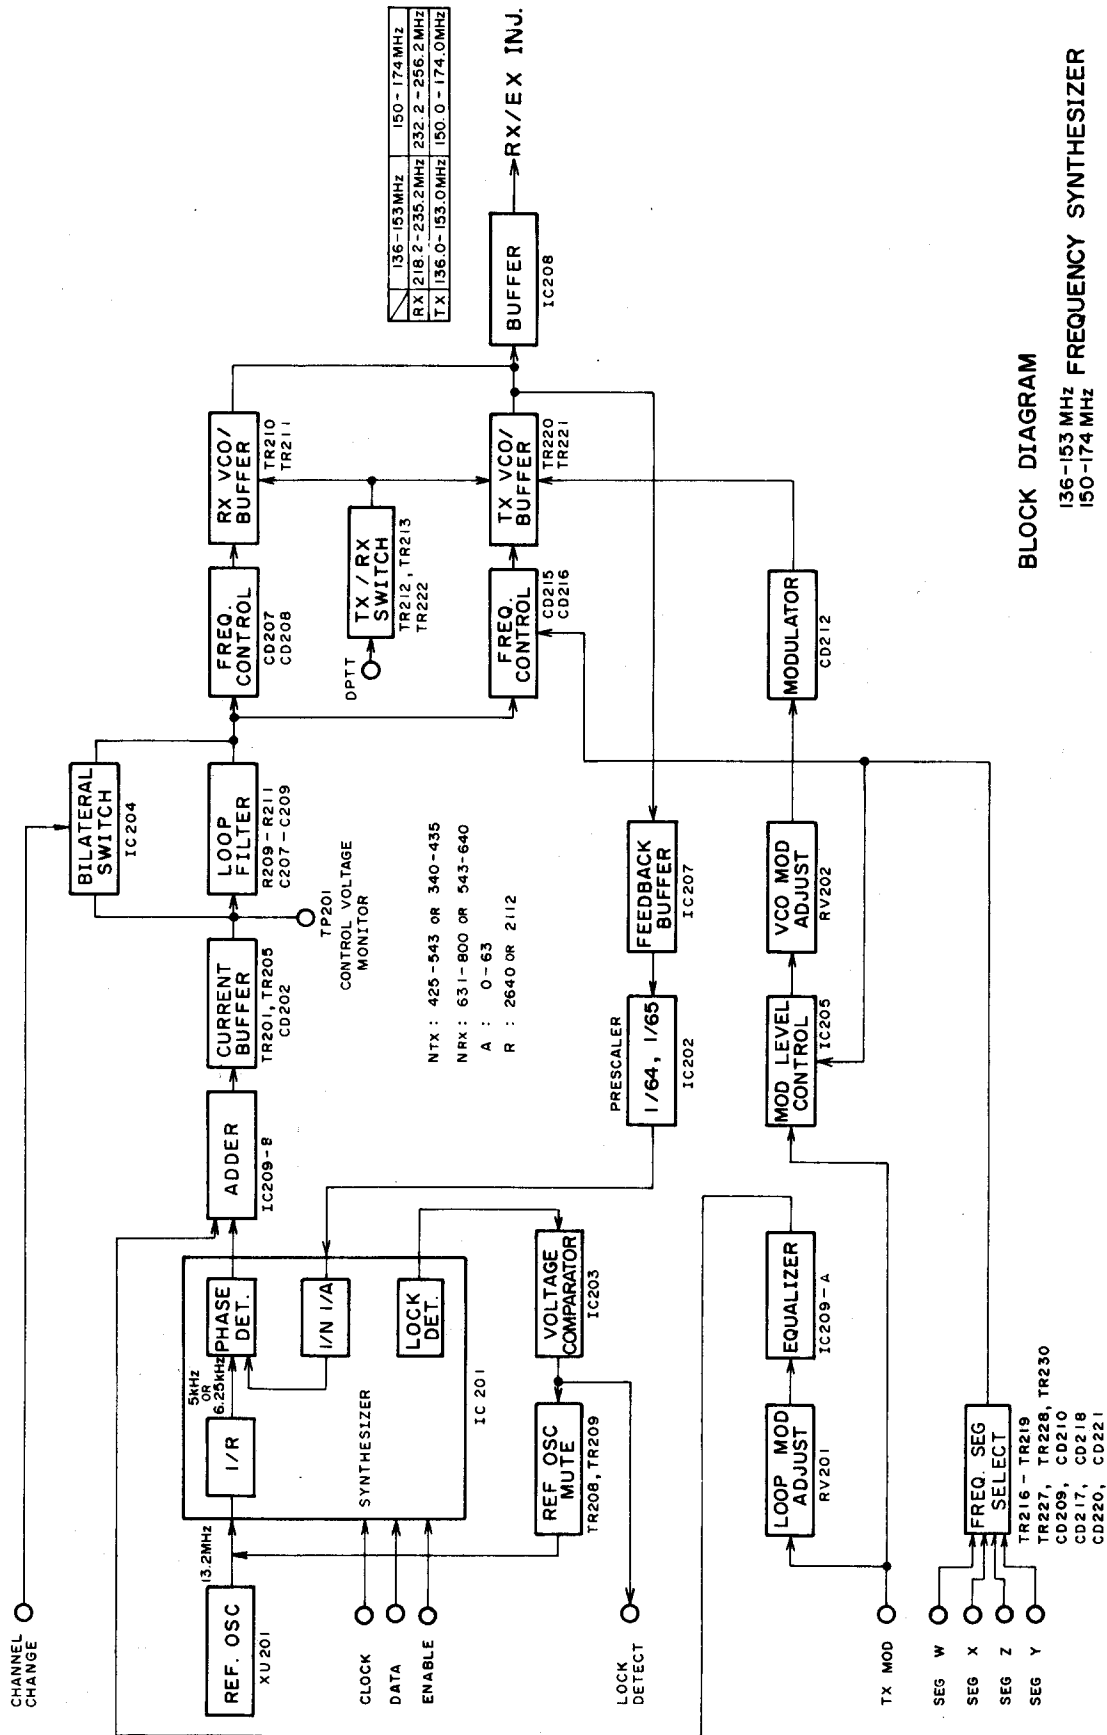 CHANNEL
CHANGE
REF. OSC
XU201
13.2MHz
CLOCK
DATA
ENABLE
1/R
5kHz
OR
6.25kHz
PHASE
DET.
1/N 1/A
LOCK
DET.
SYNTHESIZER
IC 201
ADDER
IC209-B
CURRENT
BUFFER
TR201, TR205
CD202
TP201
CONTROL VOLTAGE
MONITOR
BILATERAL
SWITCH
IC204
LOOP
FILTER
R209-R211
C207-C209
FREQ.
CONTROL
CD207
CD208
RX VCO/
BUFFER
TR210
TR211
DPTT
TX / RX
SWITCH
TR212, TR213
TR222
FREQ.
CONTROL
CD215
CD216
TX VCO/
BUFFER
TR220
TR221
BUFFER
IC208
RX/EX INJ.
136-153MHz 150-174MHz
RX 218.2-235.2MHz 232.2-256.2MHz
TX 136.0-153.0MHz 150.0-174.0MHz
NTX : 425-543 OR 340-435
NRX : 631-800 OR 543-640
A : 0-63
R : 2640 OR 2112
LOCK
DETECT
REF OSC
MUTE
TR208, TR209
VOLTAGE
COMPARATOR
IC203
PRESCALER
1/64, 1/65
IC202
FEEDBACK
BUFFER
IC207
TX MOD
LOOP MOD
ADJUST
RV201
EQUALIZER
IC209-A
MOD LEVEL
CONTROL
IC205
VCO MOD
ADJUST
RV202
MODULATOR
CD212
SEG W
SEG X
SEG Z
SEG Y
FREQ. SEG
SELECT
TR216 - TR219
TR227, TR228, TR230
CD209, CD210
CD217, CD218
CD220, CD221
BLOCK DIAGRAM
136-153 MHz
150-174 MHz
FREQUENCY SYNTHESIZER